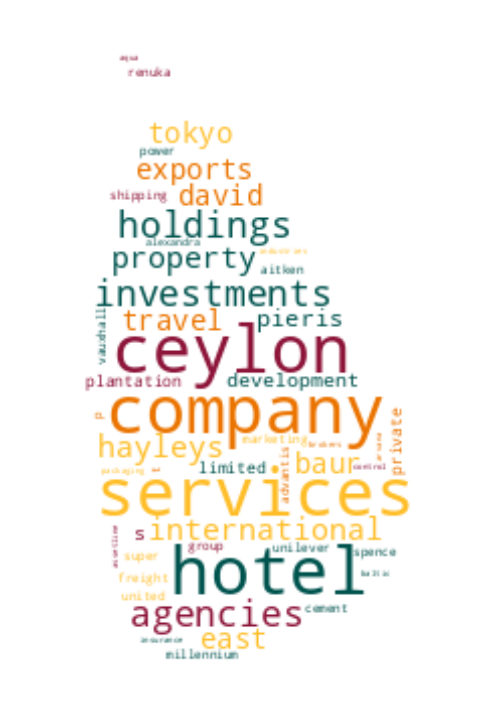 aqua
renuka
tokyo
power
exports
shipping david
holdings
alexandra
property industries
aitken
investments
vauxhall travel pieris
ceylon
plantation development
p company private
hayleys marketing brokers
packaging t limited advantis baur control
services
s international
group unilever spence
super
freight hotel baltic
united
agencies cement
insurance east
millennium